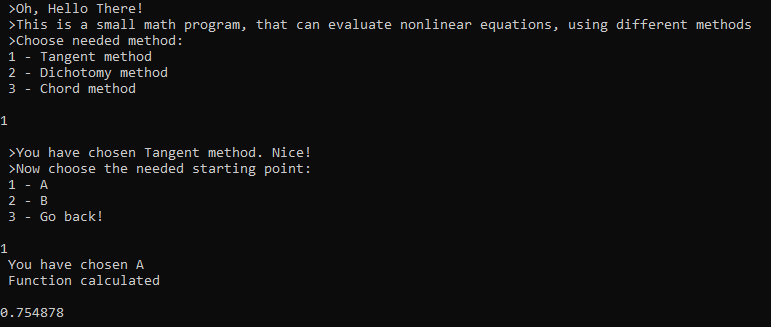 >Oh, Hello There!
>This is a small math program, that can evaluate nonlinear equations, using different methods
>Choose needed method:
1 - Tangent method
2 - Dichotomy method
3 - Chord method
1
>You have chosen Tangent method. Nice!
>Now choose the needed starting point:
1 - A
2 - B
3 - Go back!
1
You have chosen A
Function calculated
0.754878